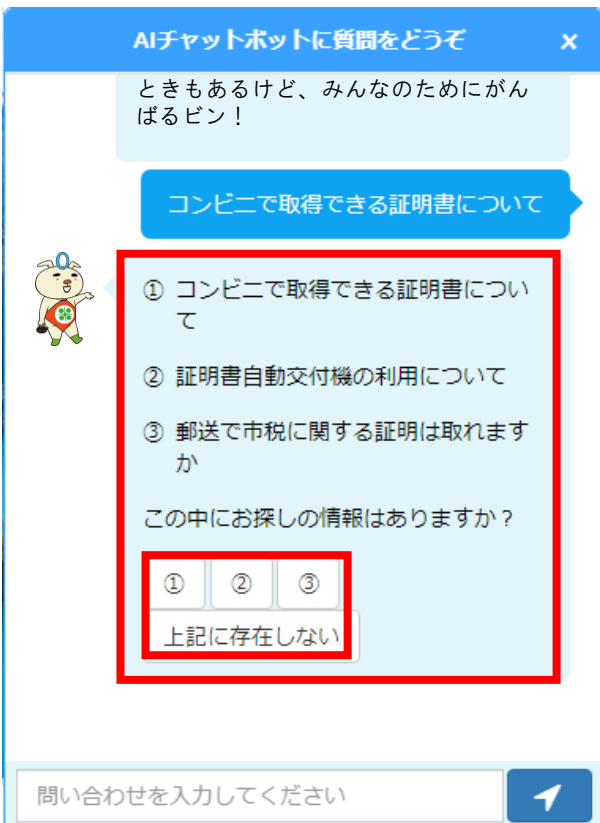 AIチャットボットに質問をどうぞ ×
ときもあるけど、みんなのためにがん
ばるビン！
コンビニで取得できる証明書について
① コンビニで取得できる証明書につい
て
② 証明書自動交付機の利用について
③ 郵送で市税に関する証明は取れます
か
この中にお探しの情報はありますか？
① ② ③
上記に存在しない
問い合わせを入力してください